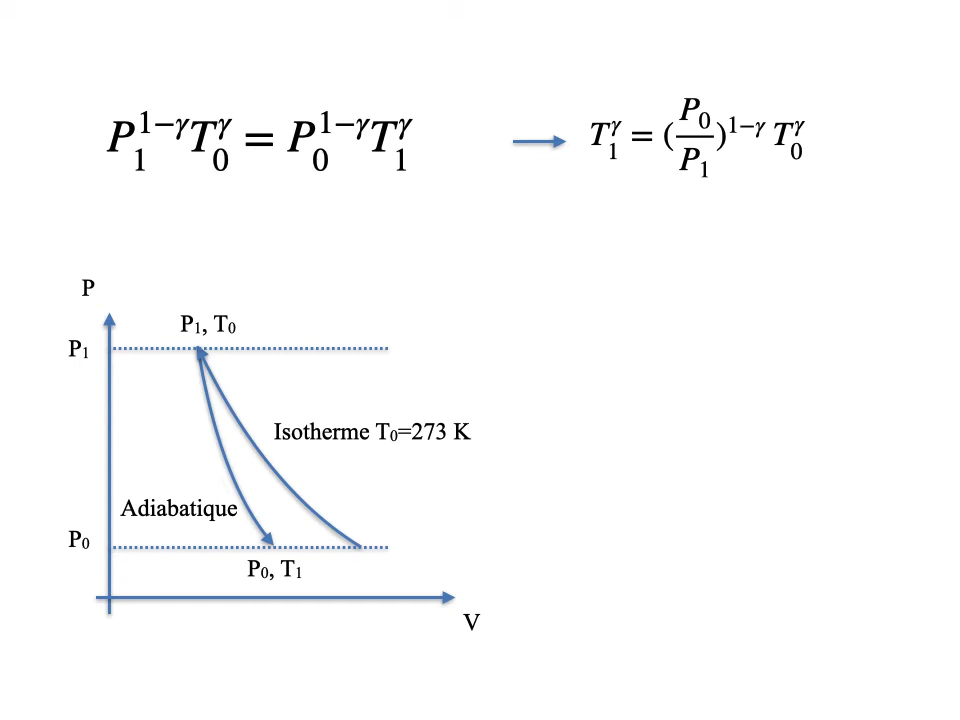 P₁^{1−γ}T₀^γ = P₀^{1−γ}T₁^γ
T₁^γ = (P₀/P₁)^{1−γ} T₀^γ
P
P₁, T₀
P₁
Isotherme T₀=273 K
Adiabatique
P₀
P₀, T₁
V